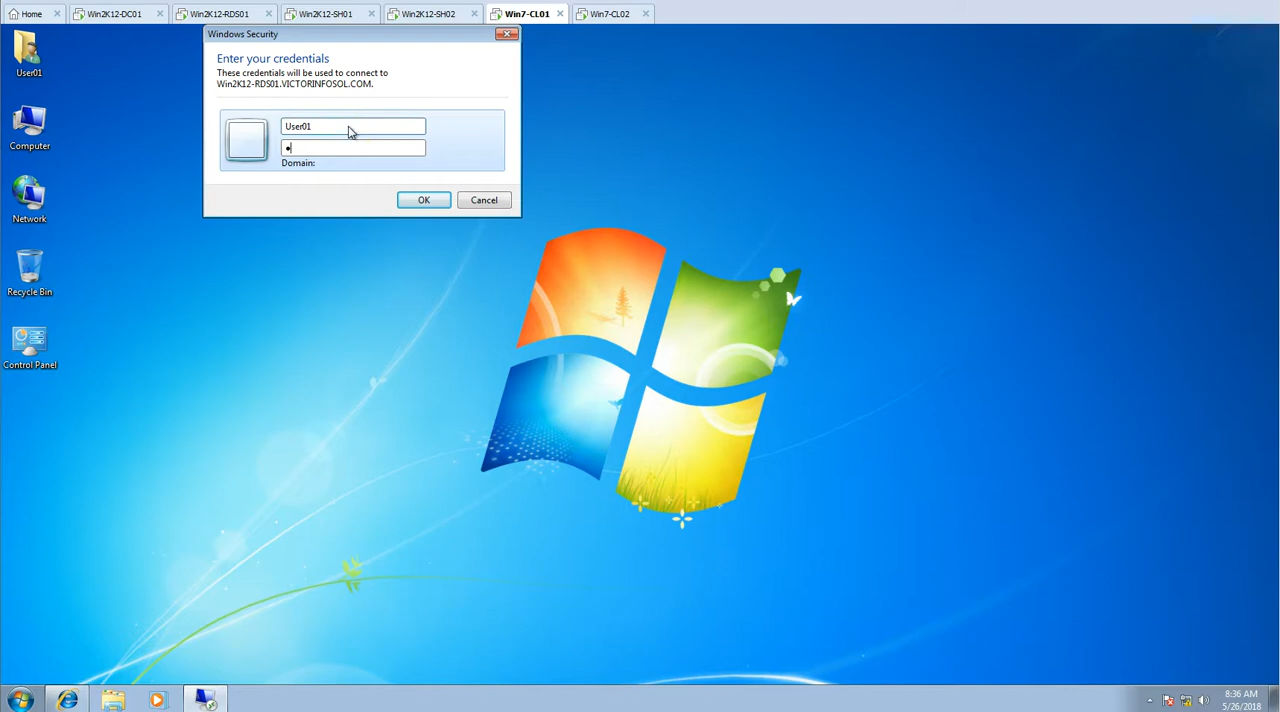 Home
Win2K12-DC01
Win2K12-RDS01
Win2K12-SH01
Win2K12-SH02
Win7-CL01
Win7-CL02
Windows Security
Enter your credentials
These credentials will be used to connect to
Win2K12-RDS01.VICTORINFOSOL.COM.
User01
Domain:
OK
Cancel
User01
Computer
Network
Recycle Bin
Control Panel
8:36 AM
5/26/2018